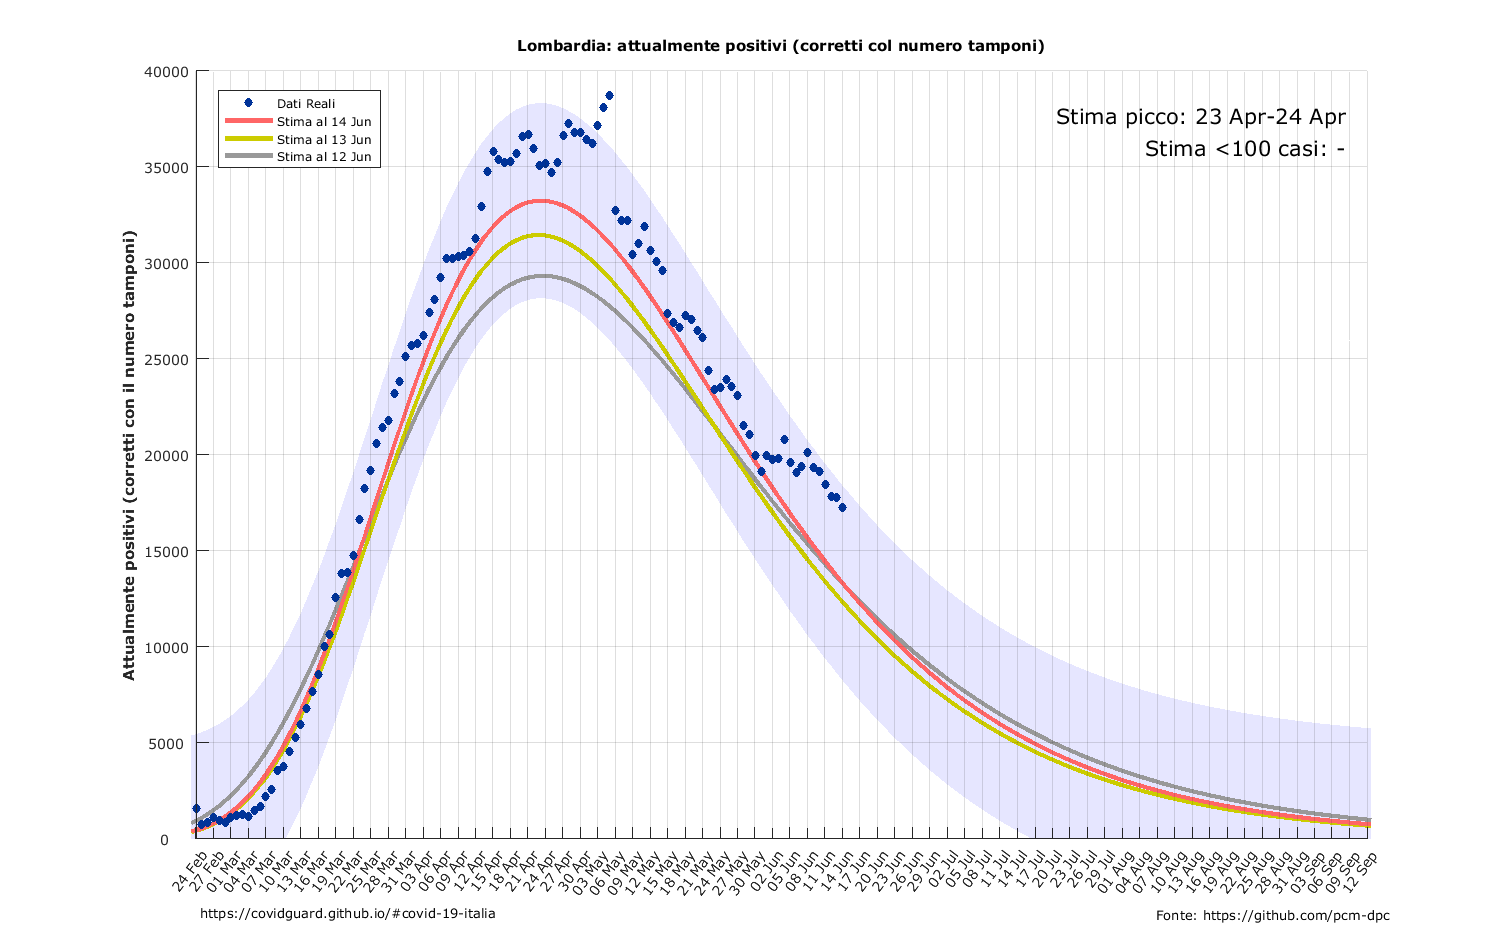 Lombardia: attualmente positivi (corretti col numero tamponi)
Attualmente positivi (corretti con il numero tamponi)
40000
35000
30000
25000
20000
15000
10000
5000
0
Dati Reali
Stima al 14 Jun
Stima al 13 Jun
Stima al 12 Jun
Stima picco: 23 Apr-24 Apr
Stima <100 casi: -
24 Feb
27 Feb
01 Mar
04 Mar
07 Mar
10 Mar
13 Mar
16 Mar
19 Mar
22 Mar
25 Mar
28 Mar
31 Mar
03 Apr
06 Apr
09 Apr
12 Apr
15 Apr
18 Apr
21 Apr
24 Apr
27 Apr
30 Apr
03 May
06 May
09 May
12 May
15 May
18 May
21 May
24 May
27 May
30 May
02 Jun
05 Jun
08 Jun
11 Jun
14 Jun
17 Jun
20 Jun
23 Jun
26 Jun
29 Jun
02 Jul
05 Jul
08 Jul
11 Jul
14 Jul
17 Jul
20 Jul
23 Jul
26 Jul
29 Jul
01 Aug
04 Aug
07 Aug
10 Aug
13 Aug
16 Aug
19 Aug
22 Aug
25 Aug
28 Aug
31 Aug
03 Sep
06 Sep
09 Sep
12 Sep
https://covidguard.github.io/#covid-19-italia
Fonte: https://github.com/pcm-dpc